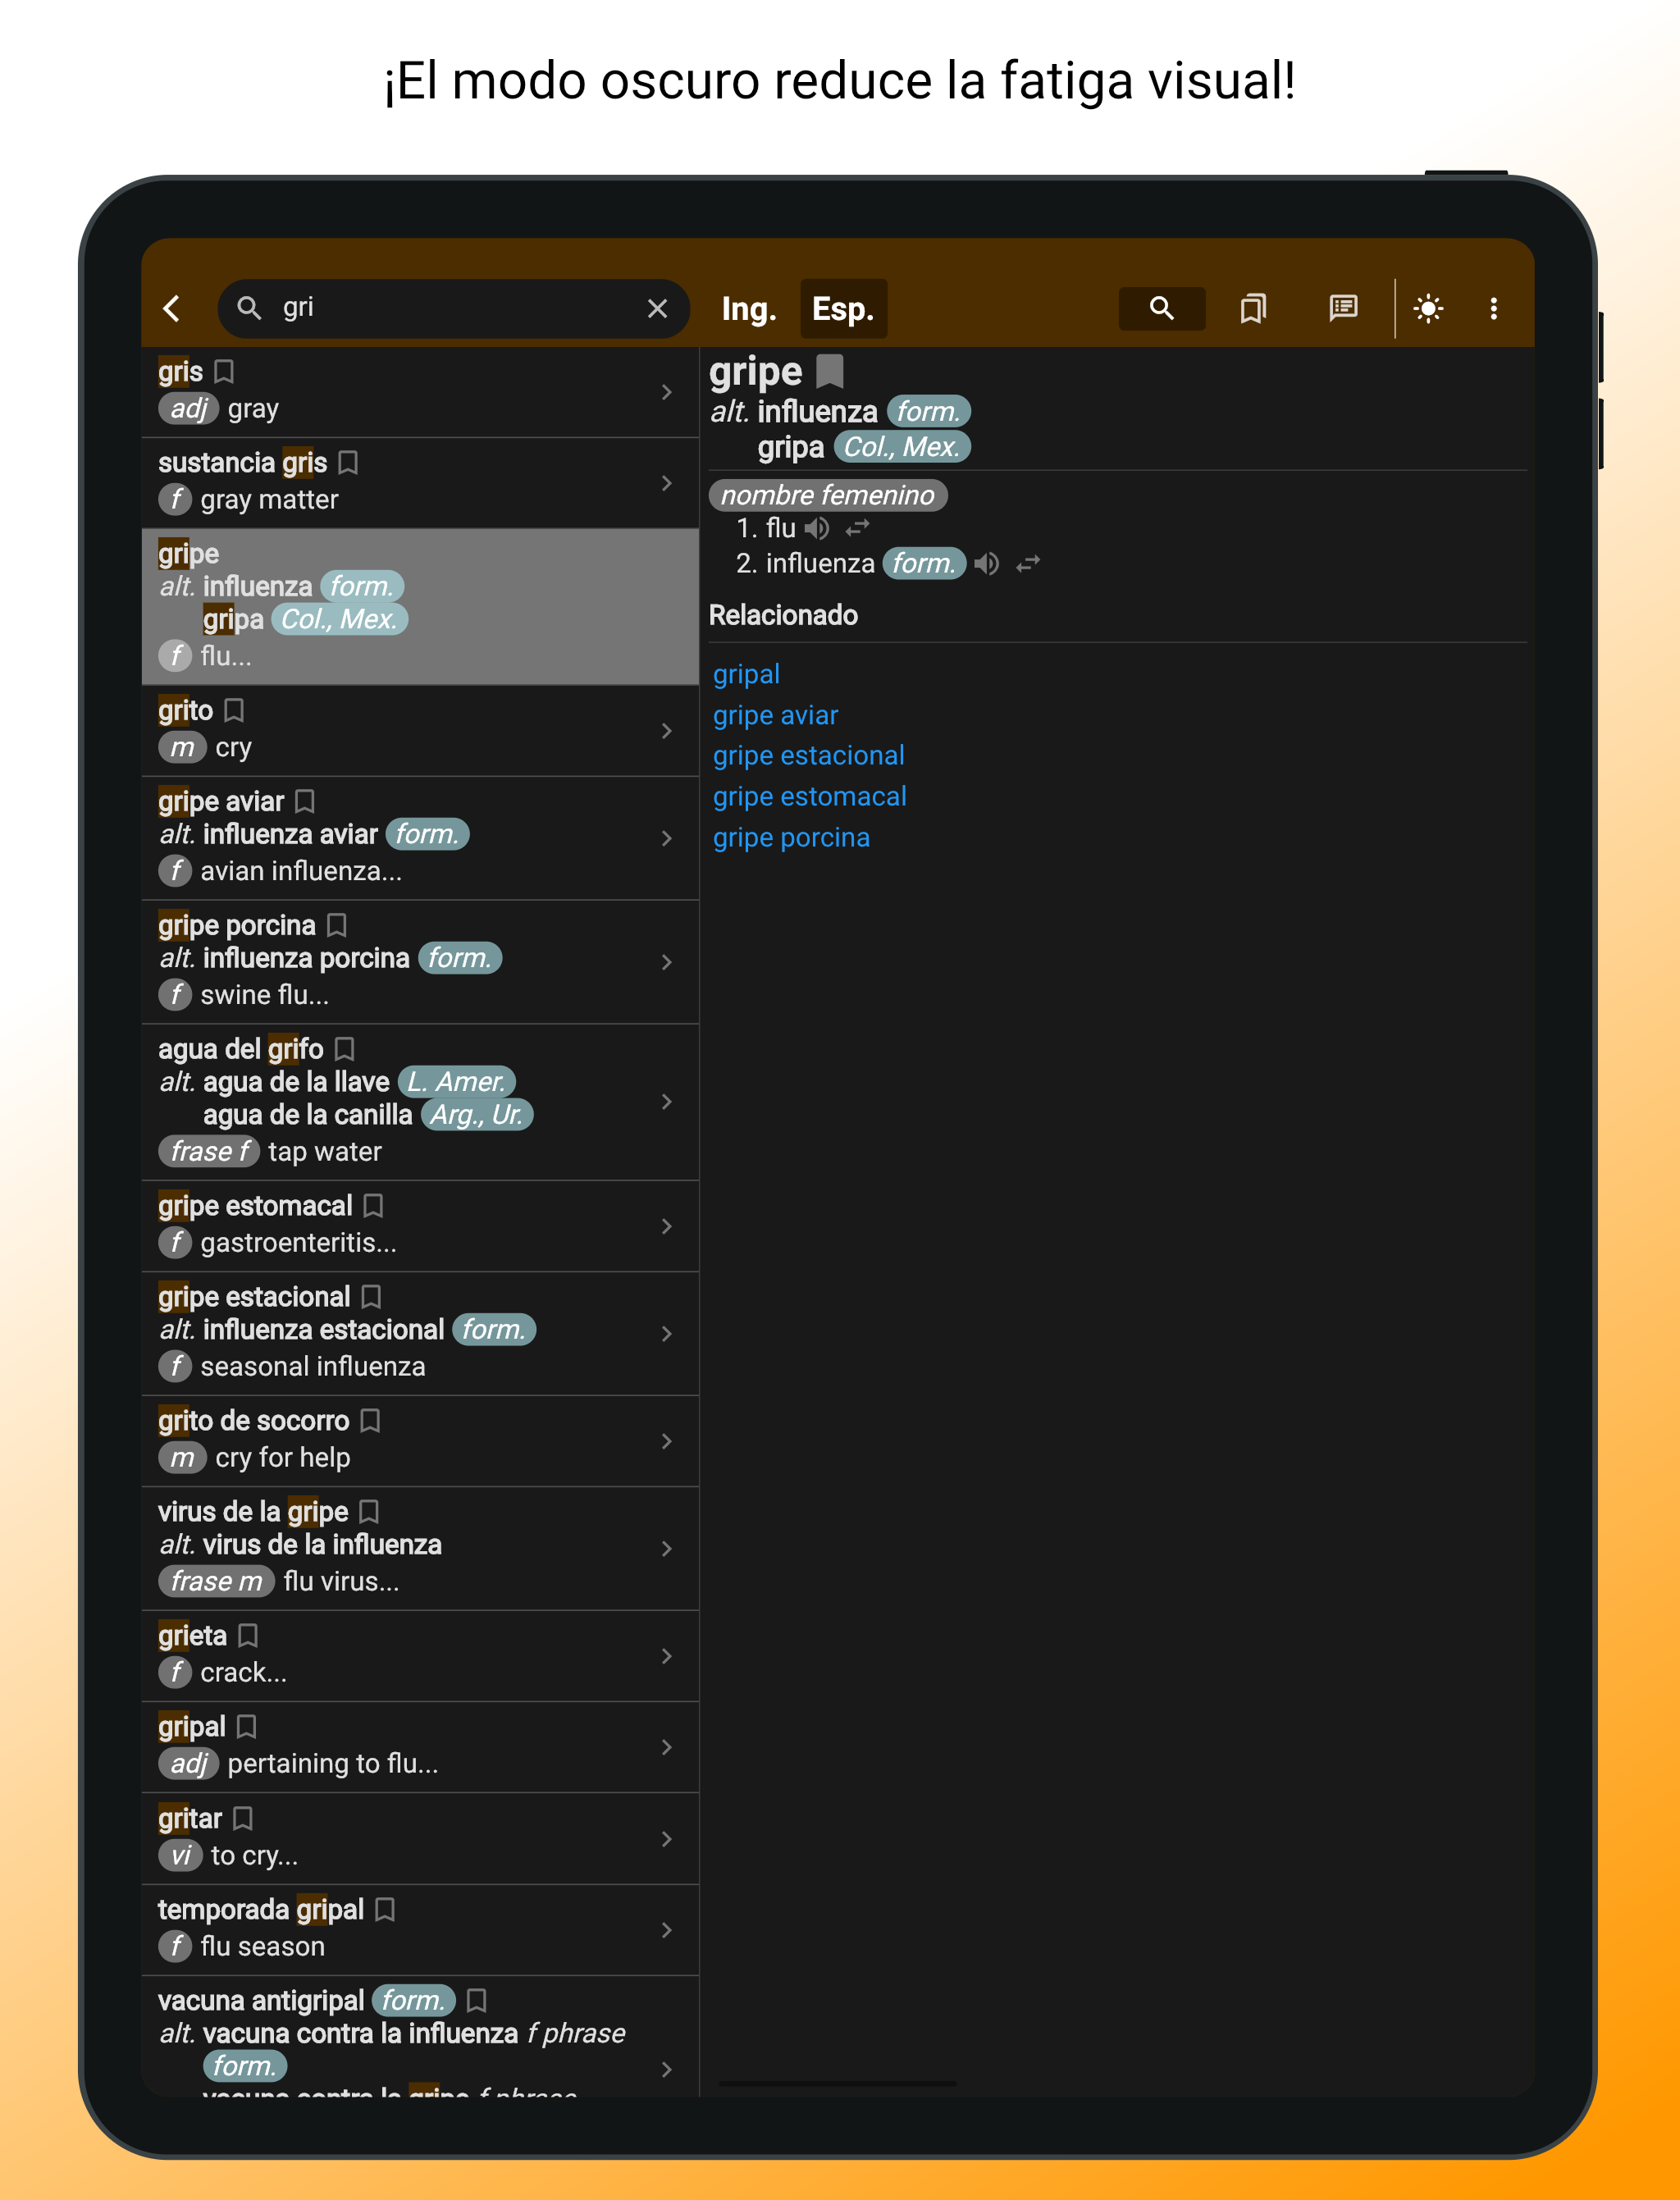 ¡El modo oscuro reduce la fatiga visual!
gri
Ing. Esp.
gris
adj gray
sustancia gris
f gray matter
gripe
alt. influenza form.
gripa Col., Mex.
f flu...
grito
m cry
gripe aviar
alt. influenza aviar form.
f avian influenza...
gripe porcina
alt. influenza porcina form.
f swine flu...
agua del grifo
alt. agua de la llave L. Amer.
agua de la canilla Arg., Ur.
frase f tap water
gripe estomacal
f gastroenteritis...
gripe estacional
alt. influenza estacional form.
f seasonal influenza
grito de socorro
m cry for help
virus de la gripe
alt. virus de la influenza
frase m flu virus...
grieta
f crack...
gripal
adj pertaining to flu...
gritar
vi to cry...
temporada gripal
f flu season
vacuna antigripal form.
alt. vacuna contra la influenza f phrase
form.
vacuna contra la gripe f phrase
gripe
alt. influenza form.
gripa Col., Mex.
nombre femenino
1. flu
2. influenza form.
Relacionado
gripal
gripe aviar
gripe estacional
gripe estomacal
gripe porcina